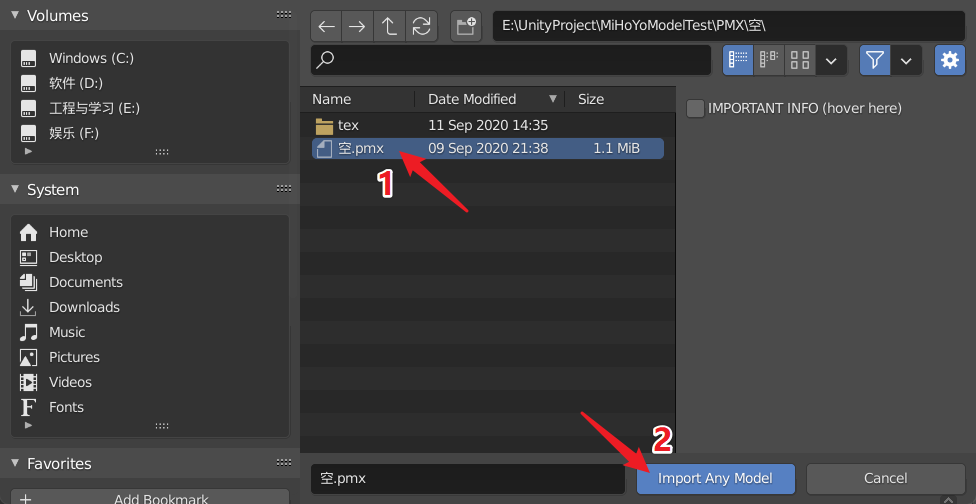 Volumes
Windows (C:)
软件 (D:)
工程与学习 (E:)
娱乐 (F:)
System
Home
Desktop
Documents
Downloads
Music
Pictures
Videos
Fonts
Favorites
Add Bookmark
E:\UnityProject\MiHoYoModelTest\PMX\空\
Name Date Modified Size
tex 11 Sep 2020 14:35
空.pmx 09 Sep 2020 21:38 1.1 MiB
1
IMPORTANT INFO (hover here)
2
空.pmx Import Any Model Cancel